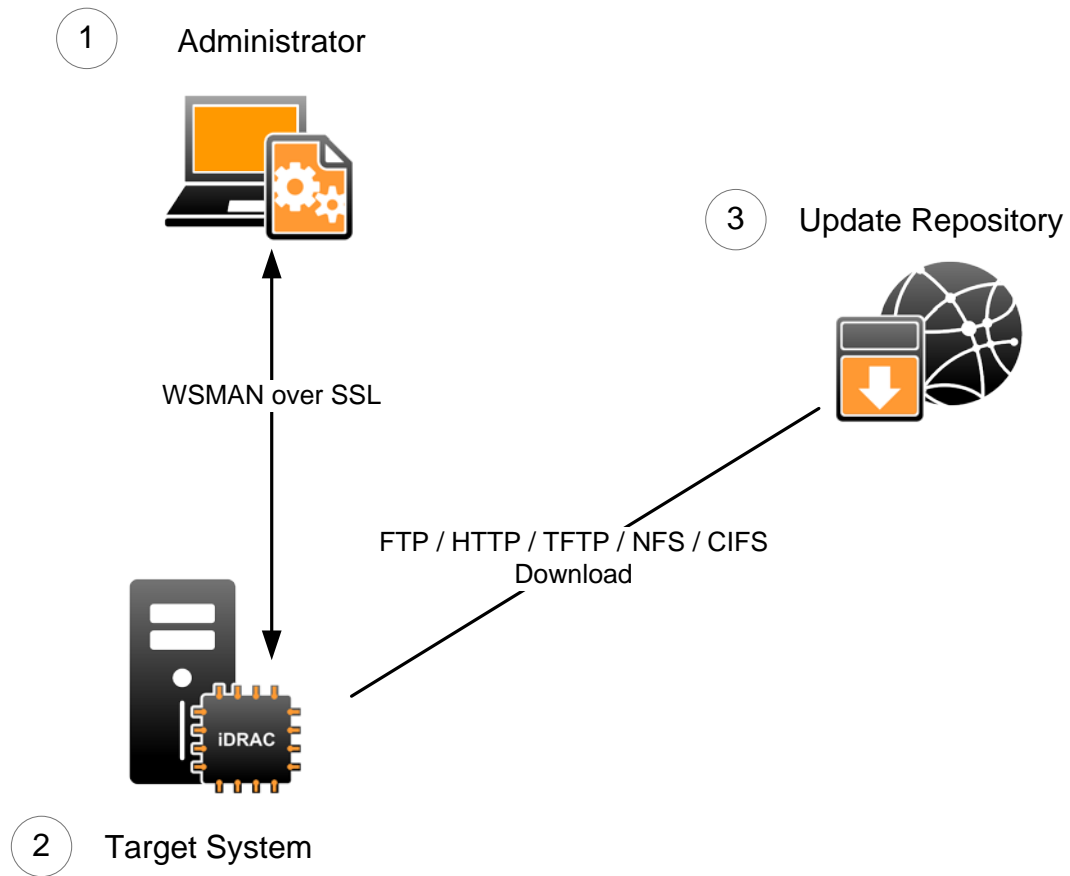 1
Administrator
3
Update Repository
WSMAN over SSL
FTP / HTTP / TFTP / NFS / CIFS
Download
iDRAC
2
Target System